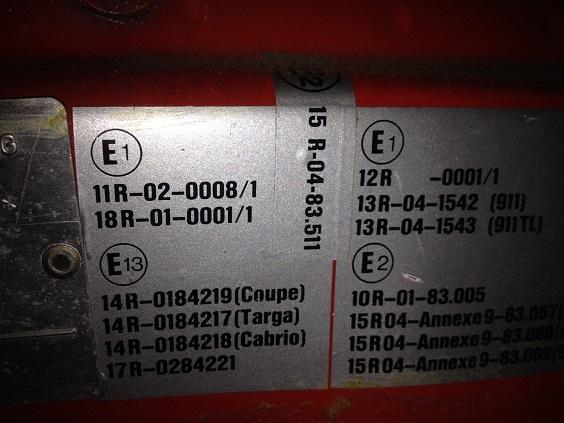 6
E1
11R-02-0008/1
18R-01-0001/1
E13
14R-0184219(Coupe)
14R-0184217(Targa)
14R-0184218(Cabrio)
17R-0284221
15 R-04-83.511
E1
12R -0001/1
13R-04-1542 (911)
13R-04-1543 (911TL)
E2
10R-01-83.005
15R04-Annexe9-83.067(
15R04-Annexe9-83.068(
15R04-Annexe9-83.069(